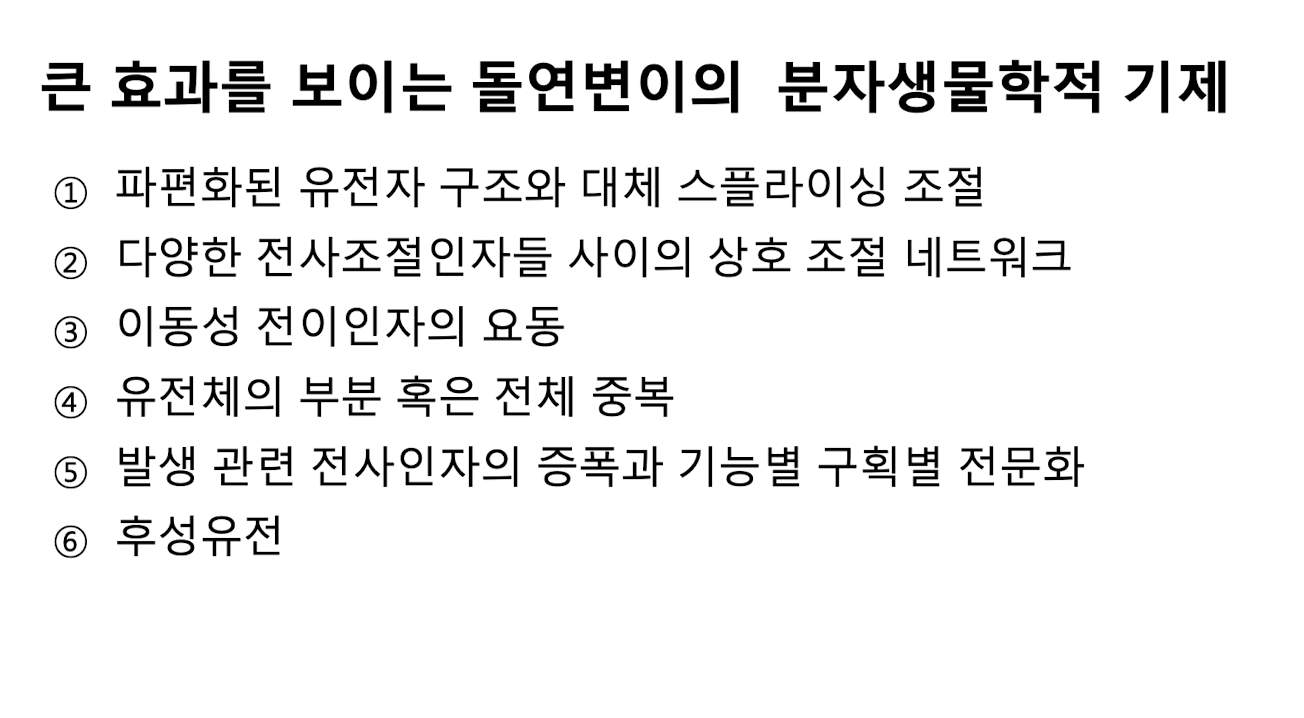 큰 효과를 보이는 돌연변이의 분자생물학적 기제
① 파편화된 유전자 구조와 대체 스플라이싱 조절
② 다양한 전사조절인자들 사이의 상호 조절 네트워크
③ 이동성 전이인자의 요동
④ 유전체의 부분 혹은 전체 중복
⑤ 발생 관련 전사인자의 증폭과 기능별 구획별 전문화
⑥ 후성유전